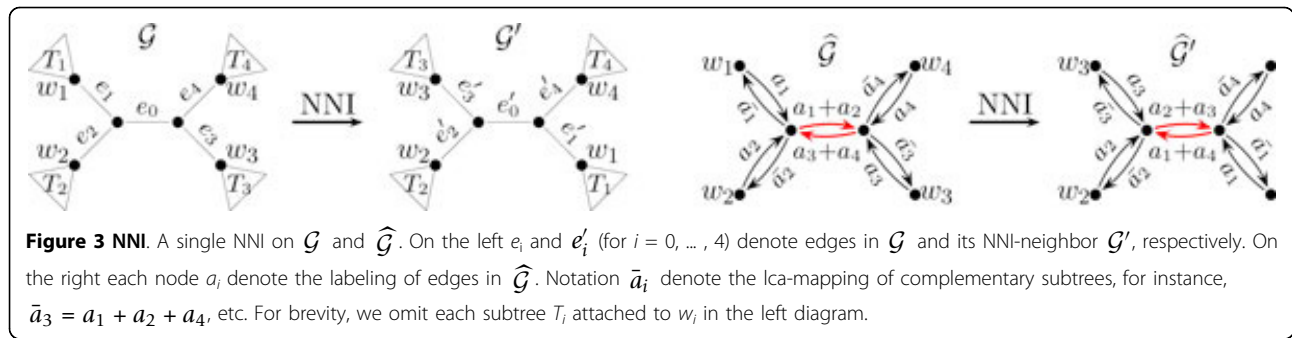 𝒢
T₁
w₁
e₁
e₂
w₂
T₂
e₀
T₄
e₄
w₄
e₃
w₃
T₃
NNI
𝒢′
T₃
w₃
e′₃
e′₂
w₂
T₂
e′₀
T₄
e′₄
w₄
e′₁
w₁
T₁
𝒢̂
w₁
a₁
ā₁
a₂
ā₂
w₂
a₁+a₂
a₃+a₄
w₄
ā₄
a₄
ā₃
a₃
w₃
NNI
𝒢̂′
w₃
a₃
ā₃
a₂
ā₂
w₂
a₂+a₃
a₁+a₄
ā₄
a₄
ā₁
a₁
Figure 3 NNI. A single NNI on 𝒢 and 𝒢̂. On the left eᵢ and e′ᵢ (for i = 0, ... , 4) denote edges in 𝒢 and its NNI-neighbor 𝒢′, respectively. On
the right each node aᵢ denote the labeling of edges in 𝒢̂. Notation āᵢ denote the lca-mapping of complementary subtrees, for instance,
ā₃ = a₁ + a₂ + a₄, etc. For brevity, we omit each subtree Tᵢ attached to wᵢ in the left diagram.